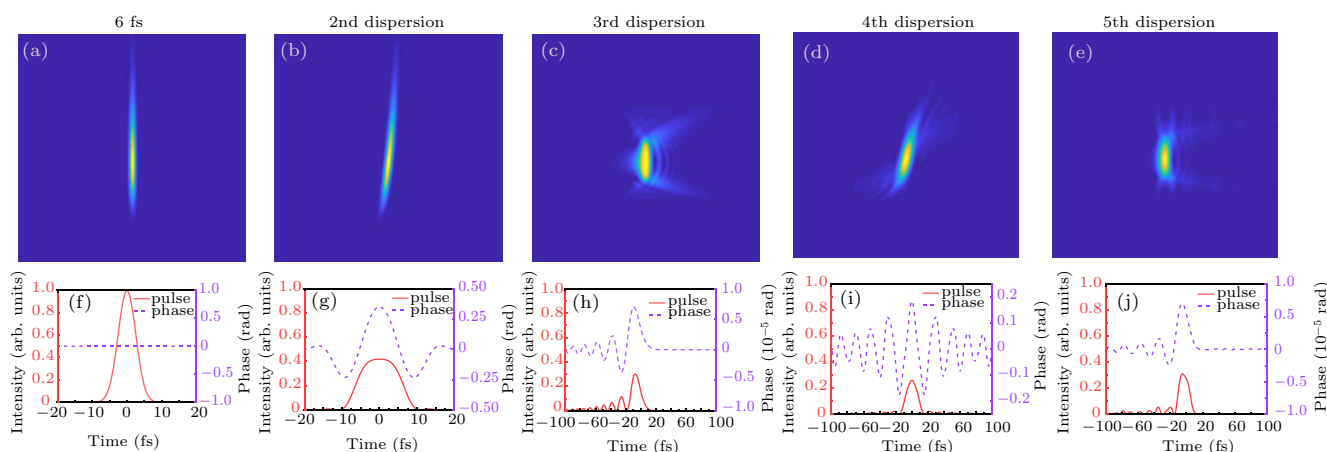 6 fs 2nd dispersion 3rd dispersion 4th dispersion 5th dispersion
(a) (b) (c) (d) (e)
Intensity (arb. units)
1.0
0.8
0.6
0.4
0.2
0
(f)
pulse
phase
1.0
0.5
0
−0.5
−1.0
Phase (rad)
−20 −10 0 10 20
Time (fs)
Intensity (arb. units)
1.0
0.8
0.6
0.4
0.2
0
(g)
pulse
phase
0.50
0.25
0
−0.25
−0.50
Phase (rad)
−20 −10 0 10 20
Time (fs)
Intensity (arb. units)
1.0
0.8
0.6
0.4
0.2
0
(h)
pulse
phase
1.0
0.5
0
−0.5
−1.0
Phase (rad)
−100 −60 −20 20 60 100
Time (fs)
Intensity (arb. units)
1.0
0.8
0.6
0.4
0.2
0
(i)
pulse
phase
0.2
0.1
0
−0.1
−0.2
Phase (10⁻⁵ rad)
−100 −60 −20 20 60 100
Time (fs)
Intensity (arb. units)
1.0
0.8
0.6
0.4
0.2
0
(j)
pulse
phase
1.0
0.5
0
−0.5
−1.0
Phase (10⁻⁵ rad)
−100 −60 −20 20 60 100
Time (fs)